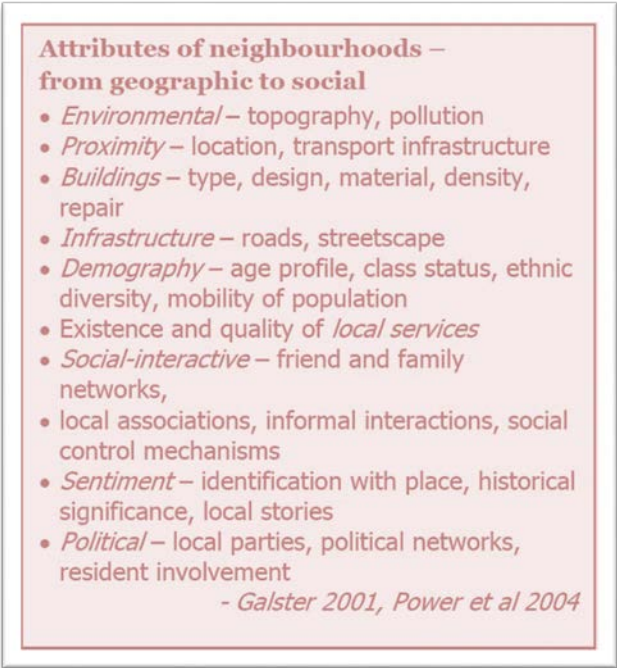 Attributes of neighbourhoods –
from geographic to social
• Environmental – topography, pollution
• Proximity – location, transport infrastructure
• Buildings – type, design, material, density,
repair
• Infrastructure – roads, streetscape
• Demography – age profile, class status, ethnic
diversity, mobility of population
• Existence and quality of local services
• Social-interactive – friend and family
networks,
• local associations, informal interactions, social
control mechanisms
• Sentiment – identification with place, historical
significance, local stories
• Political – local parties, political networks,
resident involvement
- Galster 2001, Power et al 2004